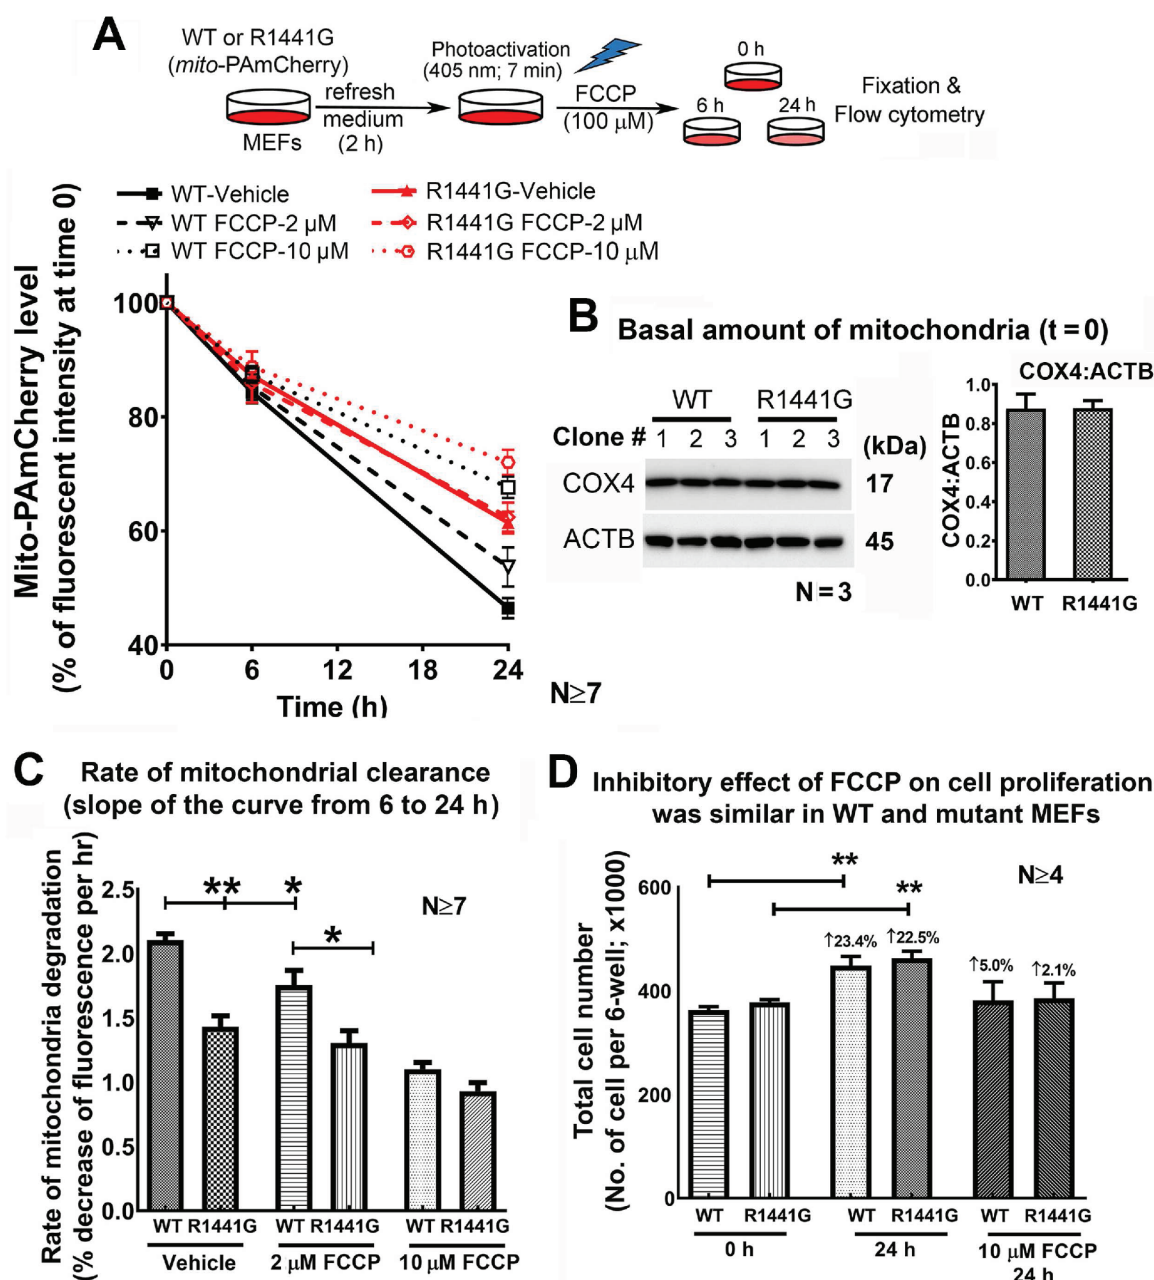 A
WT or R1441G
(mito-PAmCherry)
MEFs
refresh
medium
(2 h)
Photoactivation
(405 nm; 7 min)
FCCP
(100 µM)
0 h
6 h
24 h
Fixation &
Flow cytometry
WT-Vehicle
WT FCCP-2 µM
WT FCCP-10 µM
R1441G-Vehicle
R1441G FCCP-2 µM
R1441G FCCP-10 µM
Mito-PAmCherry level
(% of fluorescent intensity at time 0)
100
80
60
40
0 6 12 18 24
Time (h)
N≥7
B
Basal amount of mitochondria (t = 0)
WT R1441G
Clone # 1 2 3 1 2 3 (kDa)
COX4 17
ACTB 45
N = 3
COX4:ACTB
COX4:ACTB
1.0
0.8
0.6
0.4
0.2
0.0
WT R1441G
C
Rate of mitochondrial clearance
(slope of the curve from 6 to 24 h)
Rate of mitochondria degradation
(% decrease of fluorescence per hr)
2.5
2.0
1.5
1.0
0.5
0.0
** *
*
N≥7
WT R1441G WT R1441G WT R1441G
Vehicle 2 µM FCCP 10 µM FCCP
D
Inhibitory effect of FCCP on cell proliferation
was similar in WT and mutant MEFs
Total cell number
(No. of cell per 6-well; x1000)
600
400
200
0
**
**
N≥4
↑23.4% ↑22.5%
↑5.0% ↑2.1%
WT R1441G WT R1441G WT R1441G
0 h 24 h 10 µM FCCP
24 h